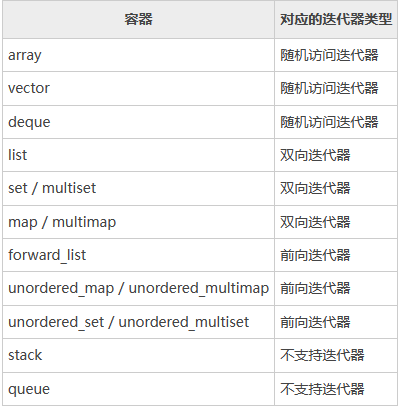 容器 对应的迭代器类型
array 随机访问迭代器
vector 随机访问迭代器
deque 随机访问迭代器
list 双向迭代器
set / multiset 双向迭代器
map / multimap 双向迭代器
forward_list 前向迭代器
unordered_map / unordered_multimap 前向迭代器
unordered_set / unordered_multiset 前向迭代器
stack 不支持迭代器
queue 不支持迭代器